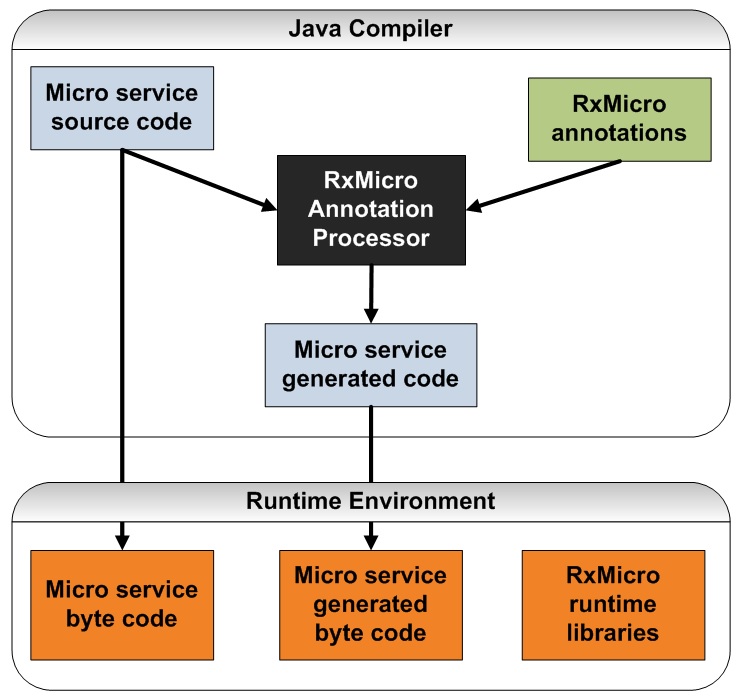 Java Compiler
Micro service
source code
RxMicro
annotations
RxMicro
Annotation
Processor
Micro service
generated code
Runtime Environment
Micro service
byte code
Micro service
generated
byte code
RxMicro
runtime
libraries